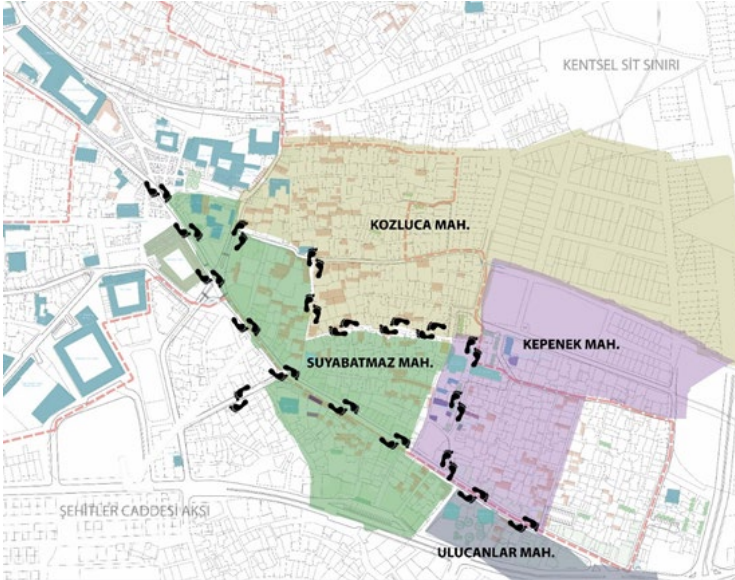 KENTSEL SİT SINIRI
KOZLUCA MAH.
KEPENEK MAH.
SUYABATMAZ MAH.
ŞEHİTLER CADDESİ AKSI
ULUCANLAR MAH.